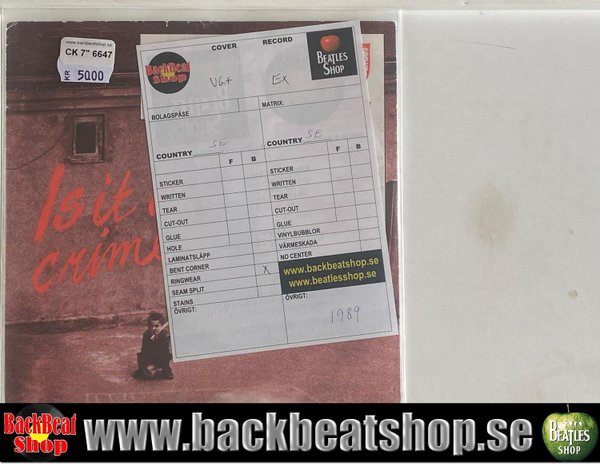 www.backbeatshop.se
CK 7" 6647
KR 5000
Is it
crim
BackBeat
Shop
COVER RECORD
BEATLES
SHOP
VG+ EX
BOLAGSPÅSE MATRIX:
SE SE
COUNTRY COUNTRY
F B F B
STICKER STICKER
WRITTEN WRITTEN
TEAR TEAR
CUT-OUT CUT-OUT
GLUE GLUE
HOLE VINYLBUBBLOR
LAMINATSLÄPP VÄRMESKADA
BENT CORNER NO CENTER
RINGWEAR X
SEAM SPLIT
STAINS
ÖVRIGT: ÖVRIGT:
www.backbeatshop.se
www.beatlesshop.se
1989
BackBeat
Shop
www.backbeatshop.se
BEATLES
SHOP